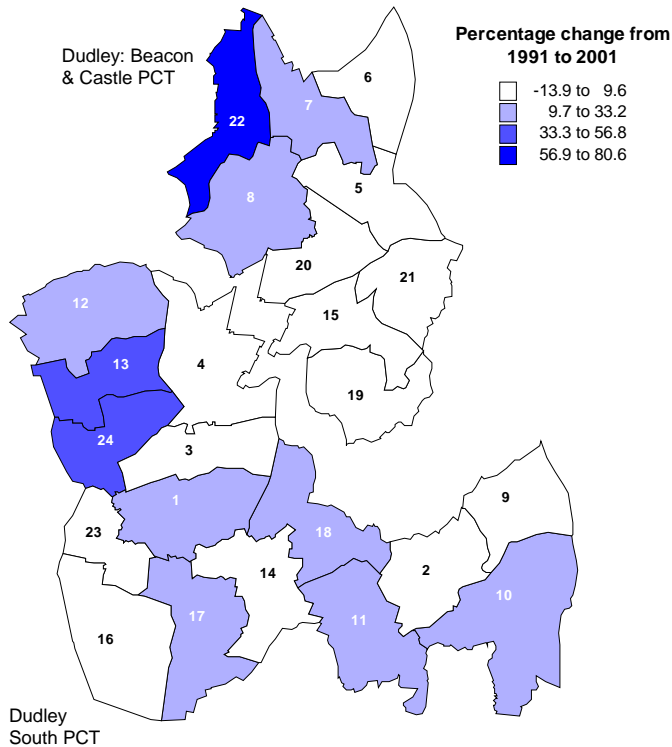 Dudley: Beacon
& Castle PCT
Percentage change from
1991 to 2001
-13.9 to 9.6
9.7 to 33.2
33.3 to 56.8
56.9 to 80.6
6
7
22
5
8
20
21
12
15
13
4
19
24
3
9
1
23
18
14
2
10
17
11
16
Dudley
South PCT